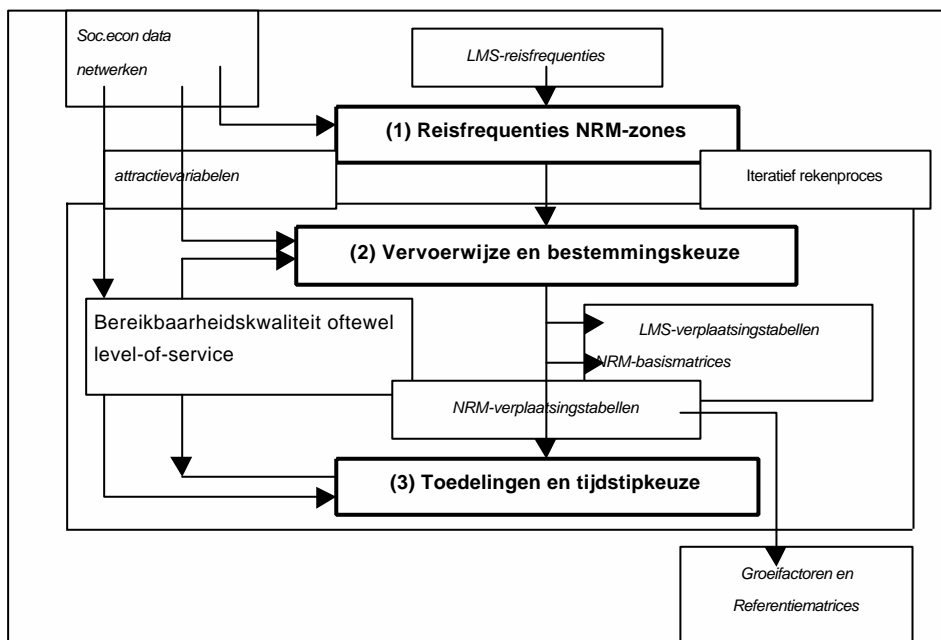 Soc.econ data
netwerken
LMS-reisfrequenties
(1) Reisfrequenties NRM-zones
attractievariabelen
Iteratief rekenproces
(2) Vervoerwijze en bestemmingskeuze
Bereikbaarheidskwaliteit oftewel
level-of-service
LMS-verplaatsingstabellen
NRM-basismatrices
NRM-verplaatsingstabellen
(3) Toedelingen en tijdstipkeuze
Groeifactoren en
Referentiematrices